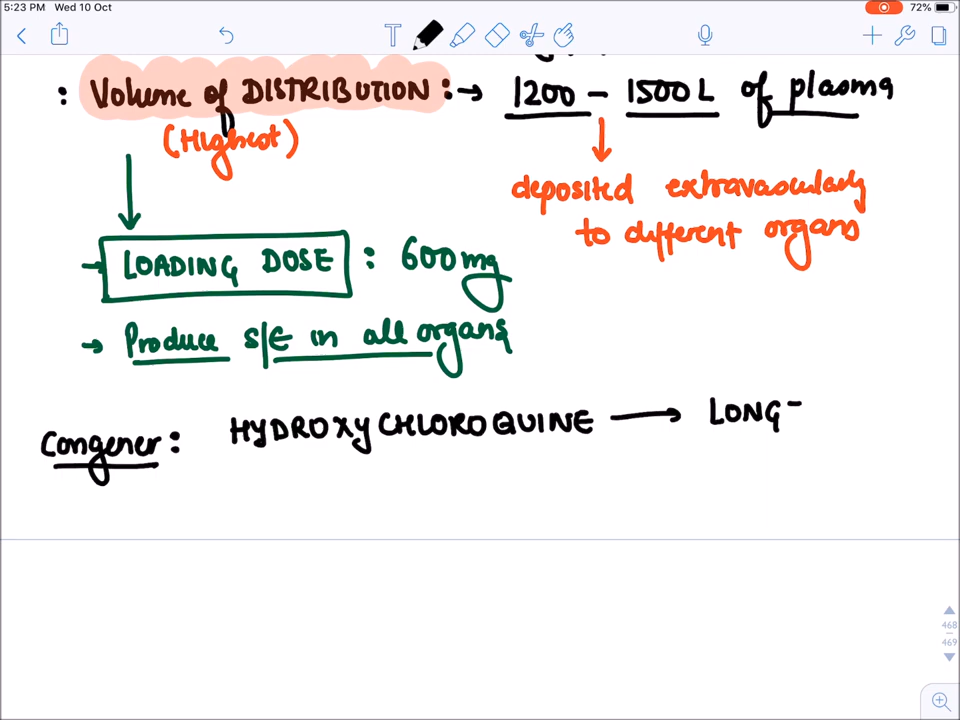 5:23 PM Wed 10 Oct 72%
T
: Volume of DISTRIBUTION :→ 1200 - 1500L of plasma
(Highest)
deposited extravascularly
to different organs
→ LOADING DOSE : 600mg
→ Produce S/E in all organs
Congener : HYDROXYCHLOROQUINE → LONG-
468
469